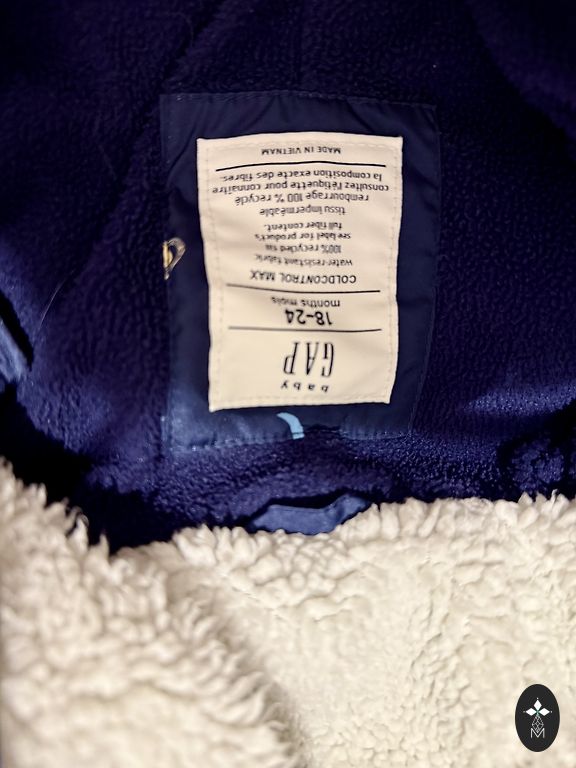 baby
GAP
18-24
months mois
COLDCONTROL MAX
water-resistant fabric
100% recycled fill
see label for product's
full fiber content.
tissu imperméable
rembourrage 100 % recyclé
consultez l'étiquette pour connaître
la composition exacte des fibres.
MADE IN VIETNAM
M